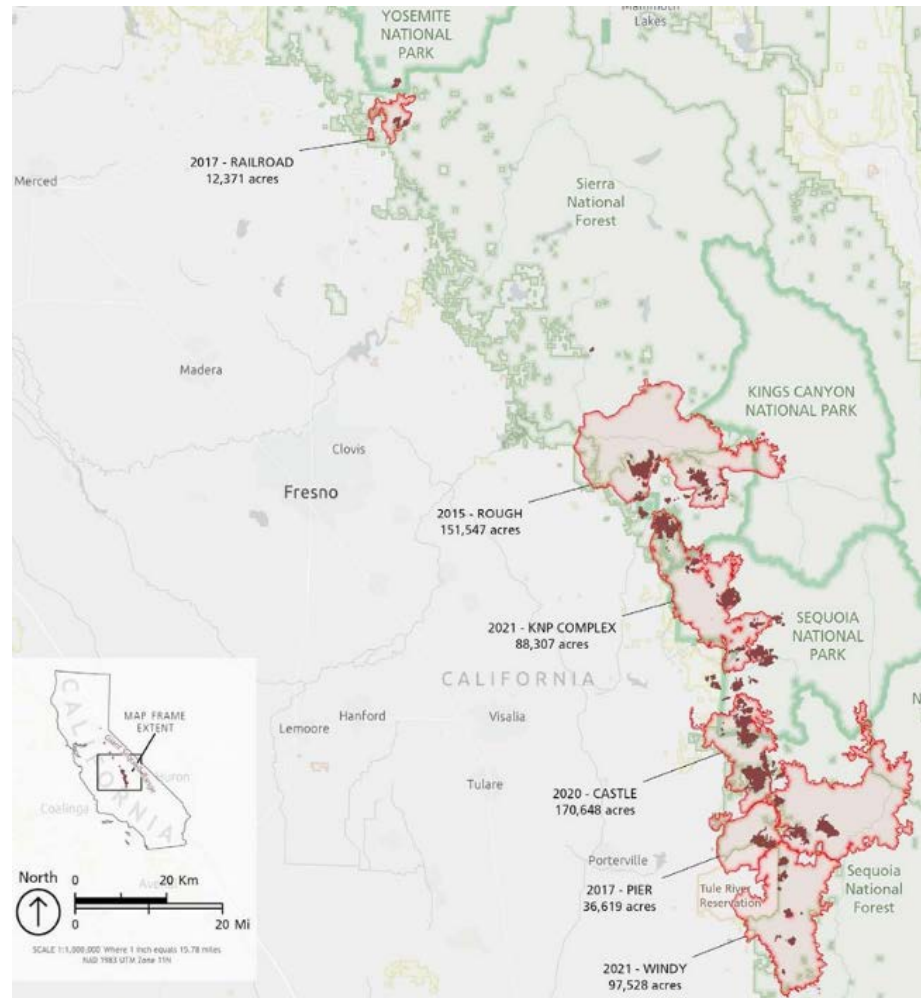 Mammoth
Lakes
YOSEMITE
NATIONAL
PARK
2017 - RAILROAD
12,371 acres
Merced
Sierra
National
Forest
Madera
KINGS CANYON
NATIONAL PARK
Clovis
Fresno
2015 - ROUGH
151,547 acres
2021 - KNP COMPLEX
88,307 acres
SEQUOIA
NATIONAL
PARK
CALIFORNIA
Lemoore
Hanford
Visalia
Tulare
2020 - CASTLE
170,648 acres
Porterville
2017 - PIER
36,619 acres
Tule River
Reservation
Sequoia
National
Forest
2021 - WINDY
97,528 acres
CALIFORNIA
MAP FRAME
EXTENT
Huron
Coalinga
North
0 20 Km
0 20 Mi
SCALE 1:1,000,000 Where 1 inch equals 15.78 miles
NAD 1983 UTM Zone 11N